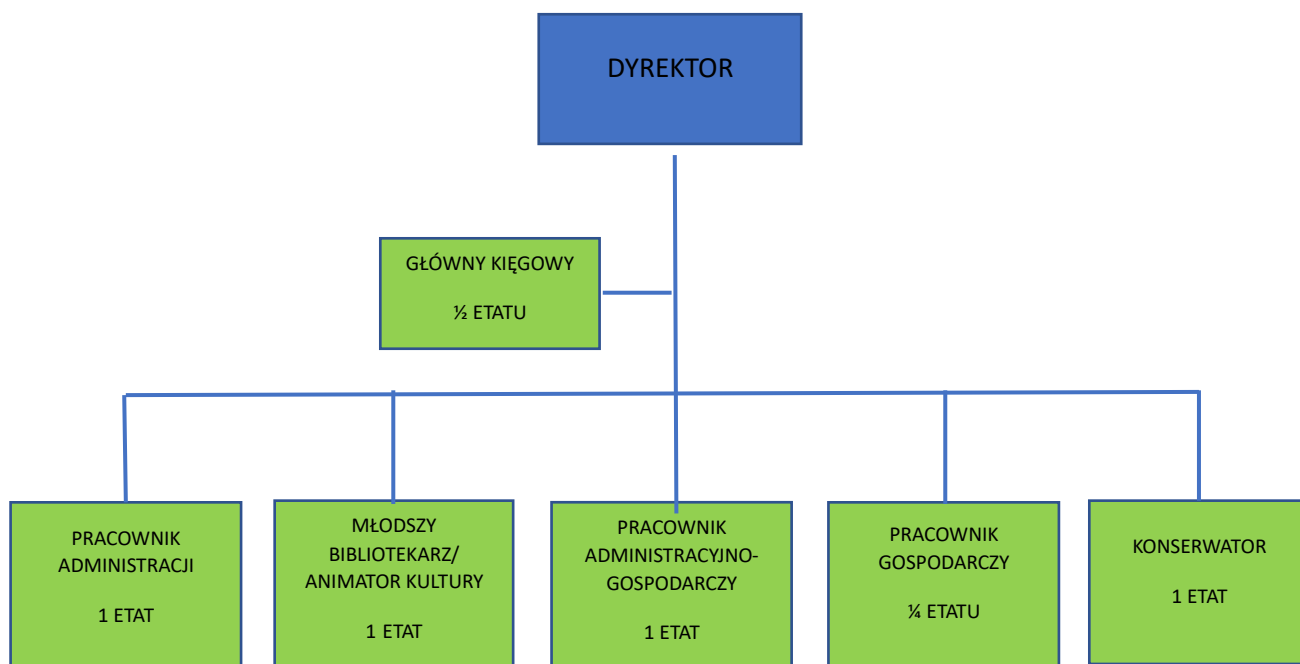 DYREKTOR
GŁÓWNY KIĘGOWY
½ ETATU
PRACOWNIK
ADMINISTRACJI
1 ETAT
MŁODSZY
BIBLIOTEKARZ/
ANIMATOR KULTURY
1 ETAT
PRACOWNIK
ADMINISTRACYJNO-
GOSPODARCZY
1 ETAT
PRACOWNIK
GOSPODARCZY
¼ ETATU
KONSERWATOR
1 ETAT